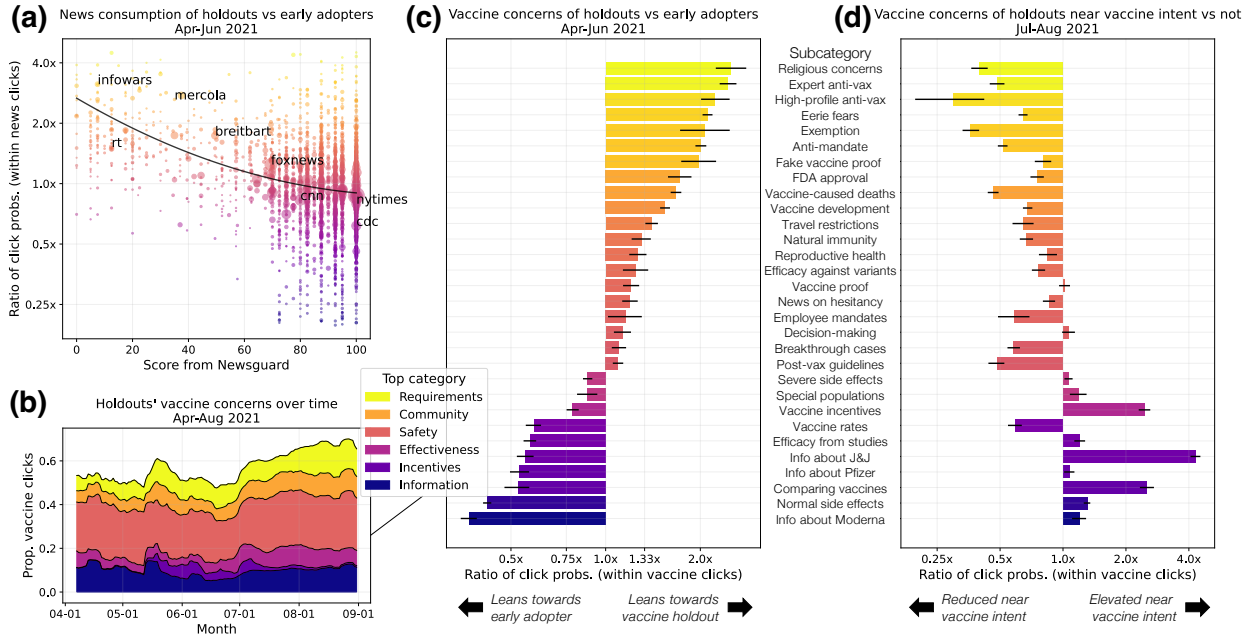 (a)
News consumption of holdouts vs early adopters
Apr-Jun 2021
Ratio of click probs. (within news clicks)
4.0x
2.0x
1.0x
0.5x
0.25x
infowars
mercola
rt
breitbart
foxnews
cnn
nytimes
cdc
0 20 40 60 80 100
Score from Newsguard
(b)
Holdouts' vaccine concerns over time
Apr-Aug 2021
Prop. vaccine clicks
0.6
0.4
0.2
0.0
04-01 05-01 06-01 07-01 08-01 09-01
Month
Top category
Requirements
Community
Safety
Effectiveness
Incentives
Information
(c)
Vaccine concerns of holdouts vs early adopters
Apr-Jun 2021
0.5x 0.75x 1.0x 1.33x 2.0x
Ratio of click probs. (within vaccine clicks)
Leans towards
early adopter
Leans towards
vaccine holdout
Subcategory
Religious concerns
Expert anti-vax
High-profile anti-vax
Eerie fears
Exemption
Anti-mandate
Fake vaccine proof
FDA approval
Vaccine-caused deaths
Vaccine development
Travel restrictions
Natural immunity
Reproductive health
Efficacy against variants
Vaccine proof
News on hesitancy
Employee mandates
Decision-making
Breakthrough cases
Post-vax guidelines
Severe side effects
Special populations
Vaccine incentives
Vaccine rates
Efficacy from studies
Info about J&J
Info about Pfizer
Comparing vaccines
Normal side effects
Info about Moderna
(d)
Vaccine concerns of holdouts near vaccine intent vs not
Jul-Aug 2021
0.25x 0.5x 1.0x 2.0x 4.0x
Ratio of click probs. (within vaccine clicks)
Reduced near
vaccine intent
Elevated near
vaccine intent